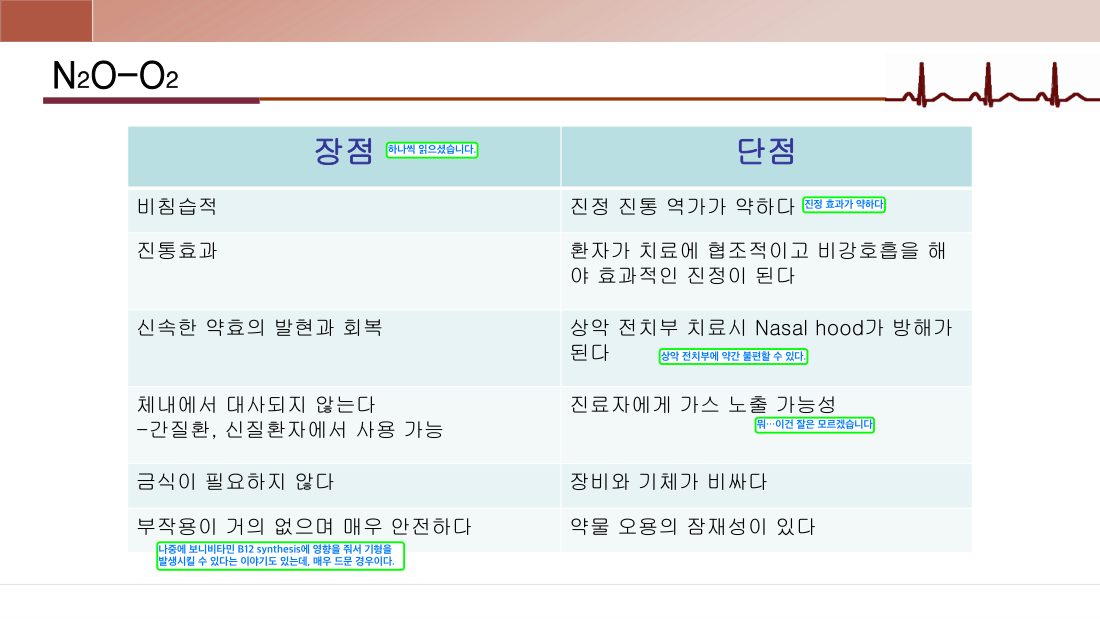 N2O-O2
장점 하나씩 읽으셨습니다.
단점
비침습적
진정 진통 역가가 약하다 진정 효과가 약하다
진통효과
환자가 치료에 협조적이고 비강호흡을 해
야 효과적인 진정이 된다
신속한 약효의 발현과 회복
상악 전치부 치료시 Nasal hood가 방해가
된다 상악 전치부에 약간 불편할 수 있다.
체내에서 대사되지 않는다
-간질환, 신질환자에서 사용 가능
진료자에게 가스 노출 가능성
뭐…이건 잘은 모르겠습니다
금식이 필요하지 않다
장비와 기체가 비싸다
부작용이 거의 없으며 매우 안전하다
나중에 보니비타민 B12 synthesis에 영향을 줘서 기형을
발생시킬 수 있다는 이야기도 있는데, 매우 드문 경우이다.
약물 오용의 잠재성이 있다